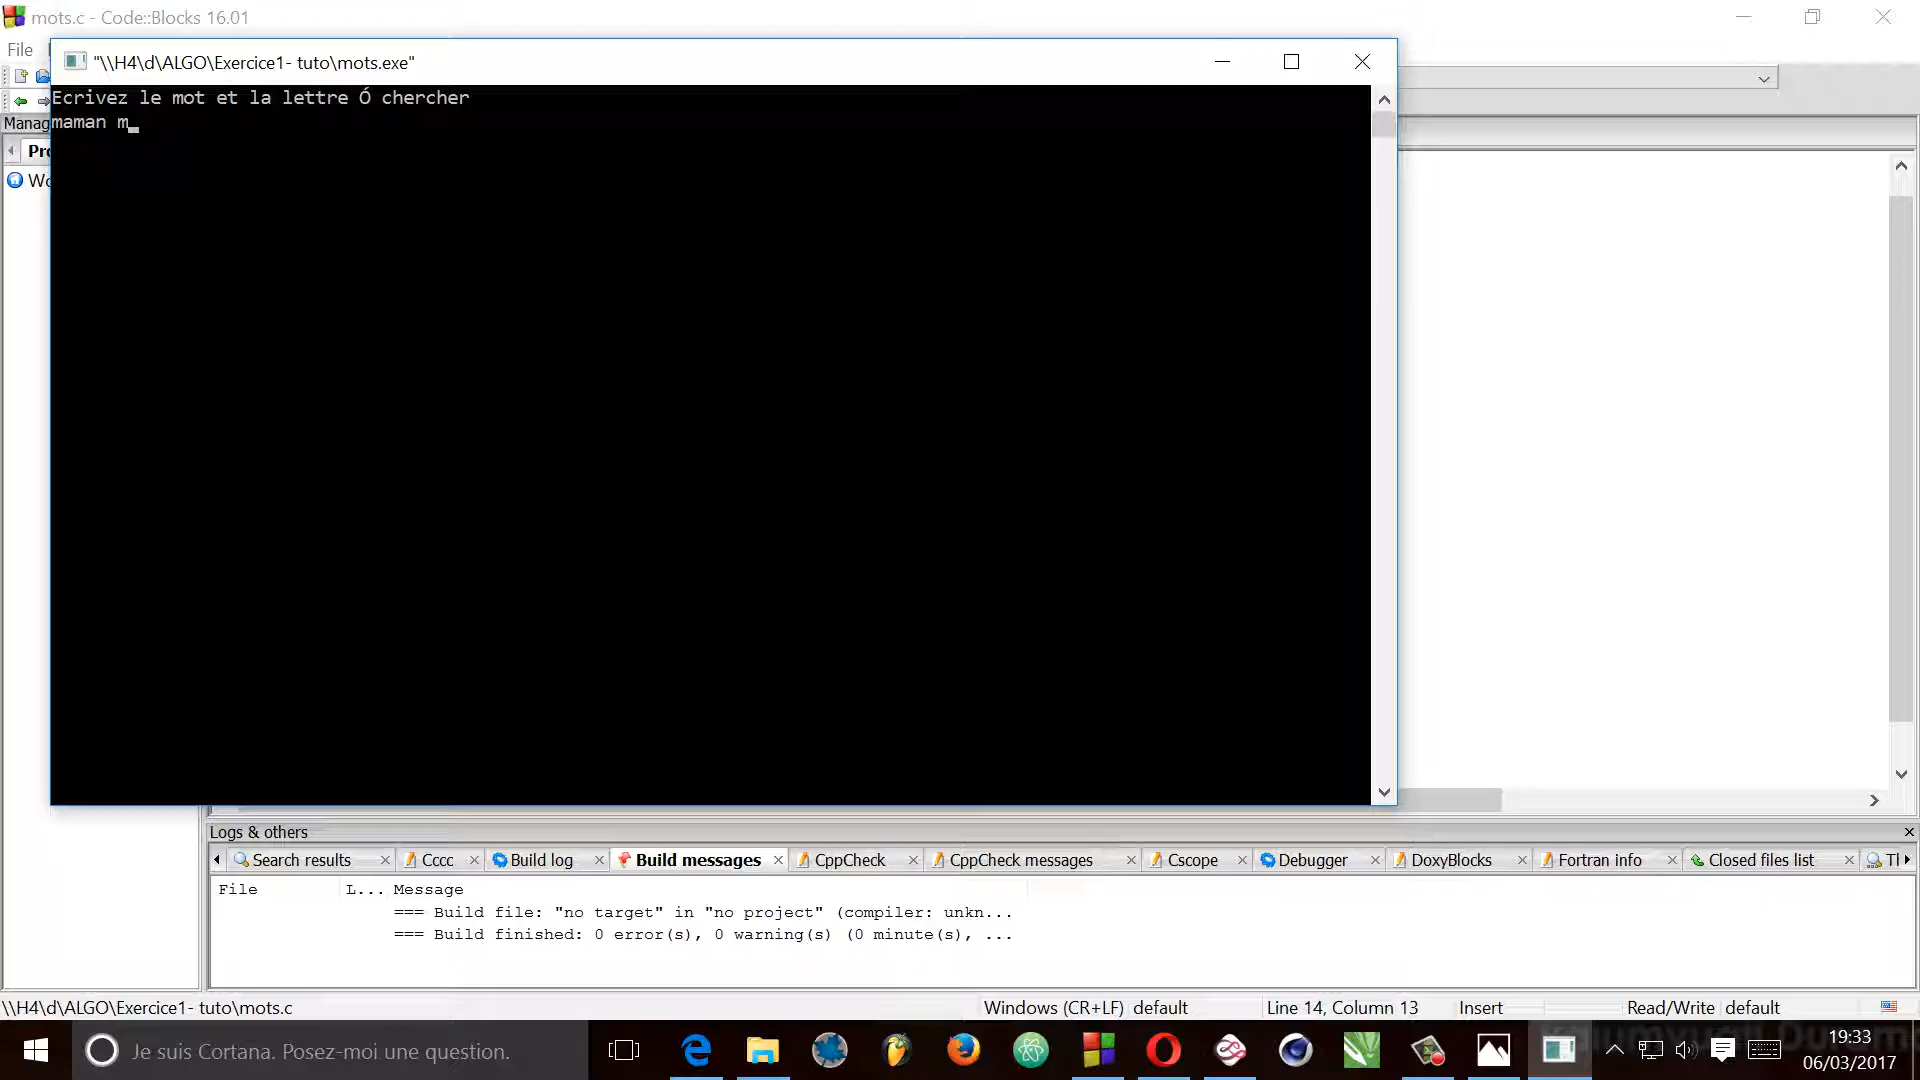 mots.c - Code::Blocks 16.01
File
"\\H4\d\ALGO\Exercice1- tuto\mots.exe"
Ecrivez le mot et la lettre Ó chercher
maman m
Manag
Pro
Wo
Logs & others
Search results
Cccc
Build log
Build messages
CppCheck
CppCheck messages
Cscope
Debugger
DoxyBlocks
Fortran info
Closed files list
Tl
File L... Message
=== Build file: "no target" in "no project" (compiler: unkn...
=== Build finished: 0 error(s), 0 warning(s) (0 minute(s), ...
\\H4\d\ALGO\Exercice1- tuto\mots.c Windows (CR+LF) default Line 14, Column 13 Insert Read/Write default
Je suis Cortana. Posez-moi une question.
19:33
06/03/2017